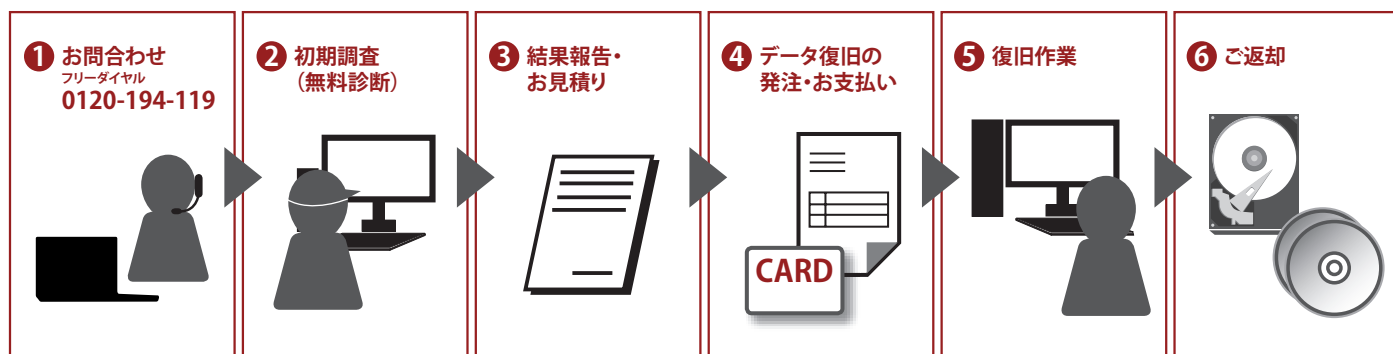 1 お問合わせ
フリーダイヤル
0120-194-119
2 初期調査
（無料診断）
3 結果報告・
お見積り
4 データ復旧の
発注・お支払い
CARD
5 復旧作業
6 ご返却